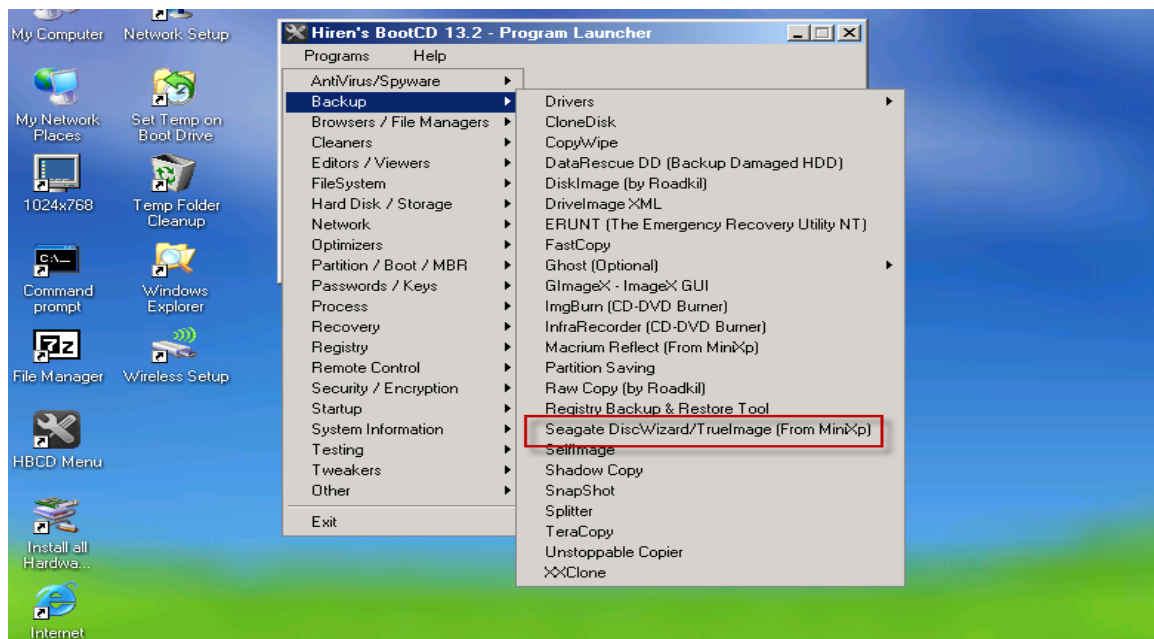 My Computer
Network Setup
My Network
Places
Set Temp on
Boot Drive
1024x768
Temp Folder
Cleanup
C:\_
Command
prompt
Windows
Explorer
7z
File Manager
Wireless Setup
HBCD Menu
Install all
Hardwa...
Internet
Hiren's BootCD 13.2 - Program Launcher
Programs
Help
AntiVirus/Spyware
Backup
Browsers / File Managers
Cleaners
Editors / Viewers
FileSystem
Hard Disk / Storage
Network
Optimizers
Partition / Boot / MBR
Passwords / Keys
Process
Recovery
Registry
Remote Control
Security / Encryption
Startup
System Information
Testing
Tweakers
Other
Exit
Drivers
CloneDisk
CopyWipe
DataRescue DD (Backup Damaged HDD)
DiskImage (by Roadkil)
DriveImage XML
ERUNT (The Emergency Recovery Utility NT)
FastCopy
Ghost (Optional)
GImageX - ImageX GUI
ImgBurn (CD-DVD Burner)
InfraRecorder (CD-DVD Burner)
Macrium Reflect (From MiniXp)
Partition Saving
Raw Copy (by Roadkil)
Registry Backup & Restore Tool
Seagate DiscWizard/TrueImage (From MiniXp)
SelfImage
Shadow Copy
SnapShot
Splitter
TeraCopy
Unstoppable Copier
XXClone